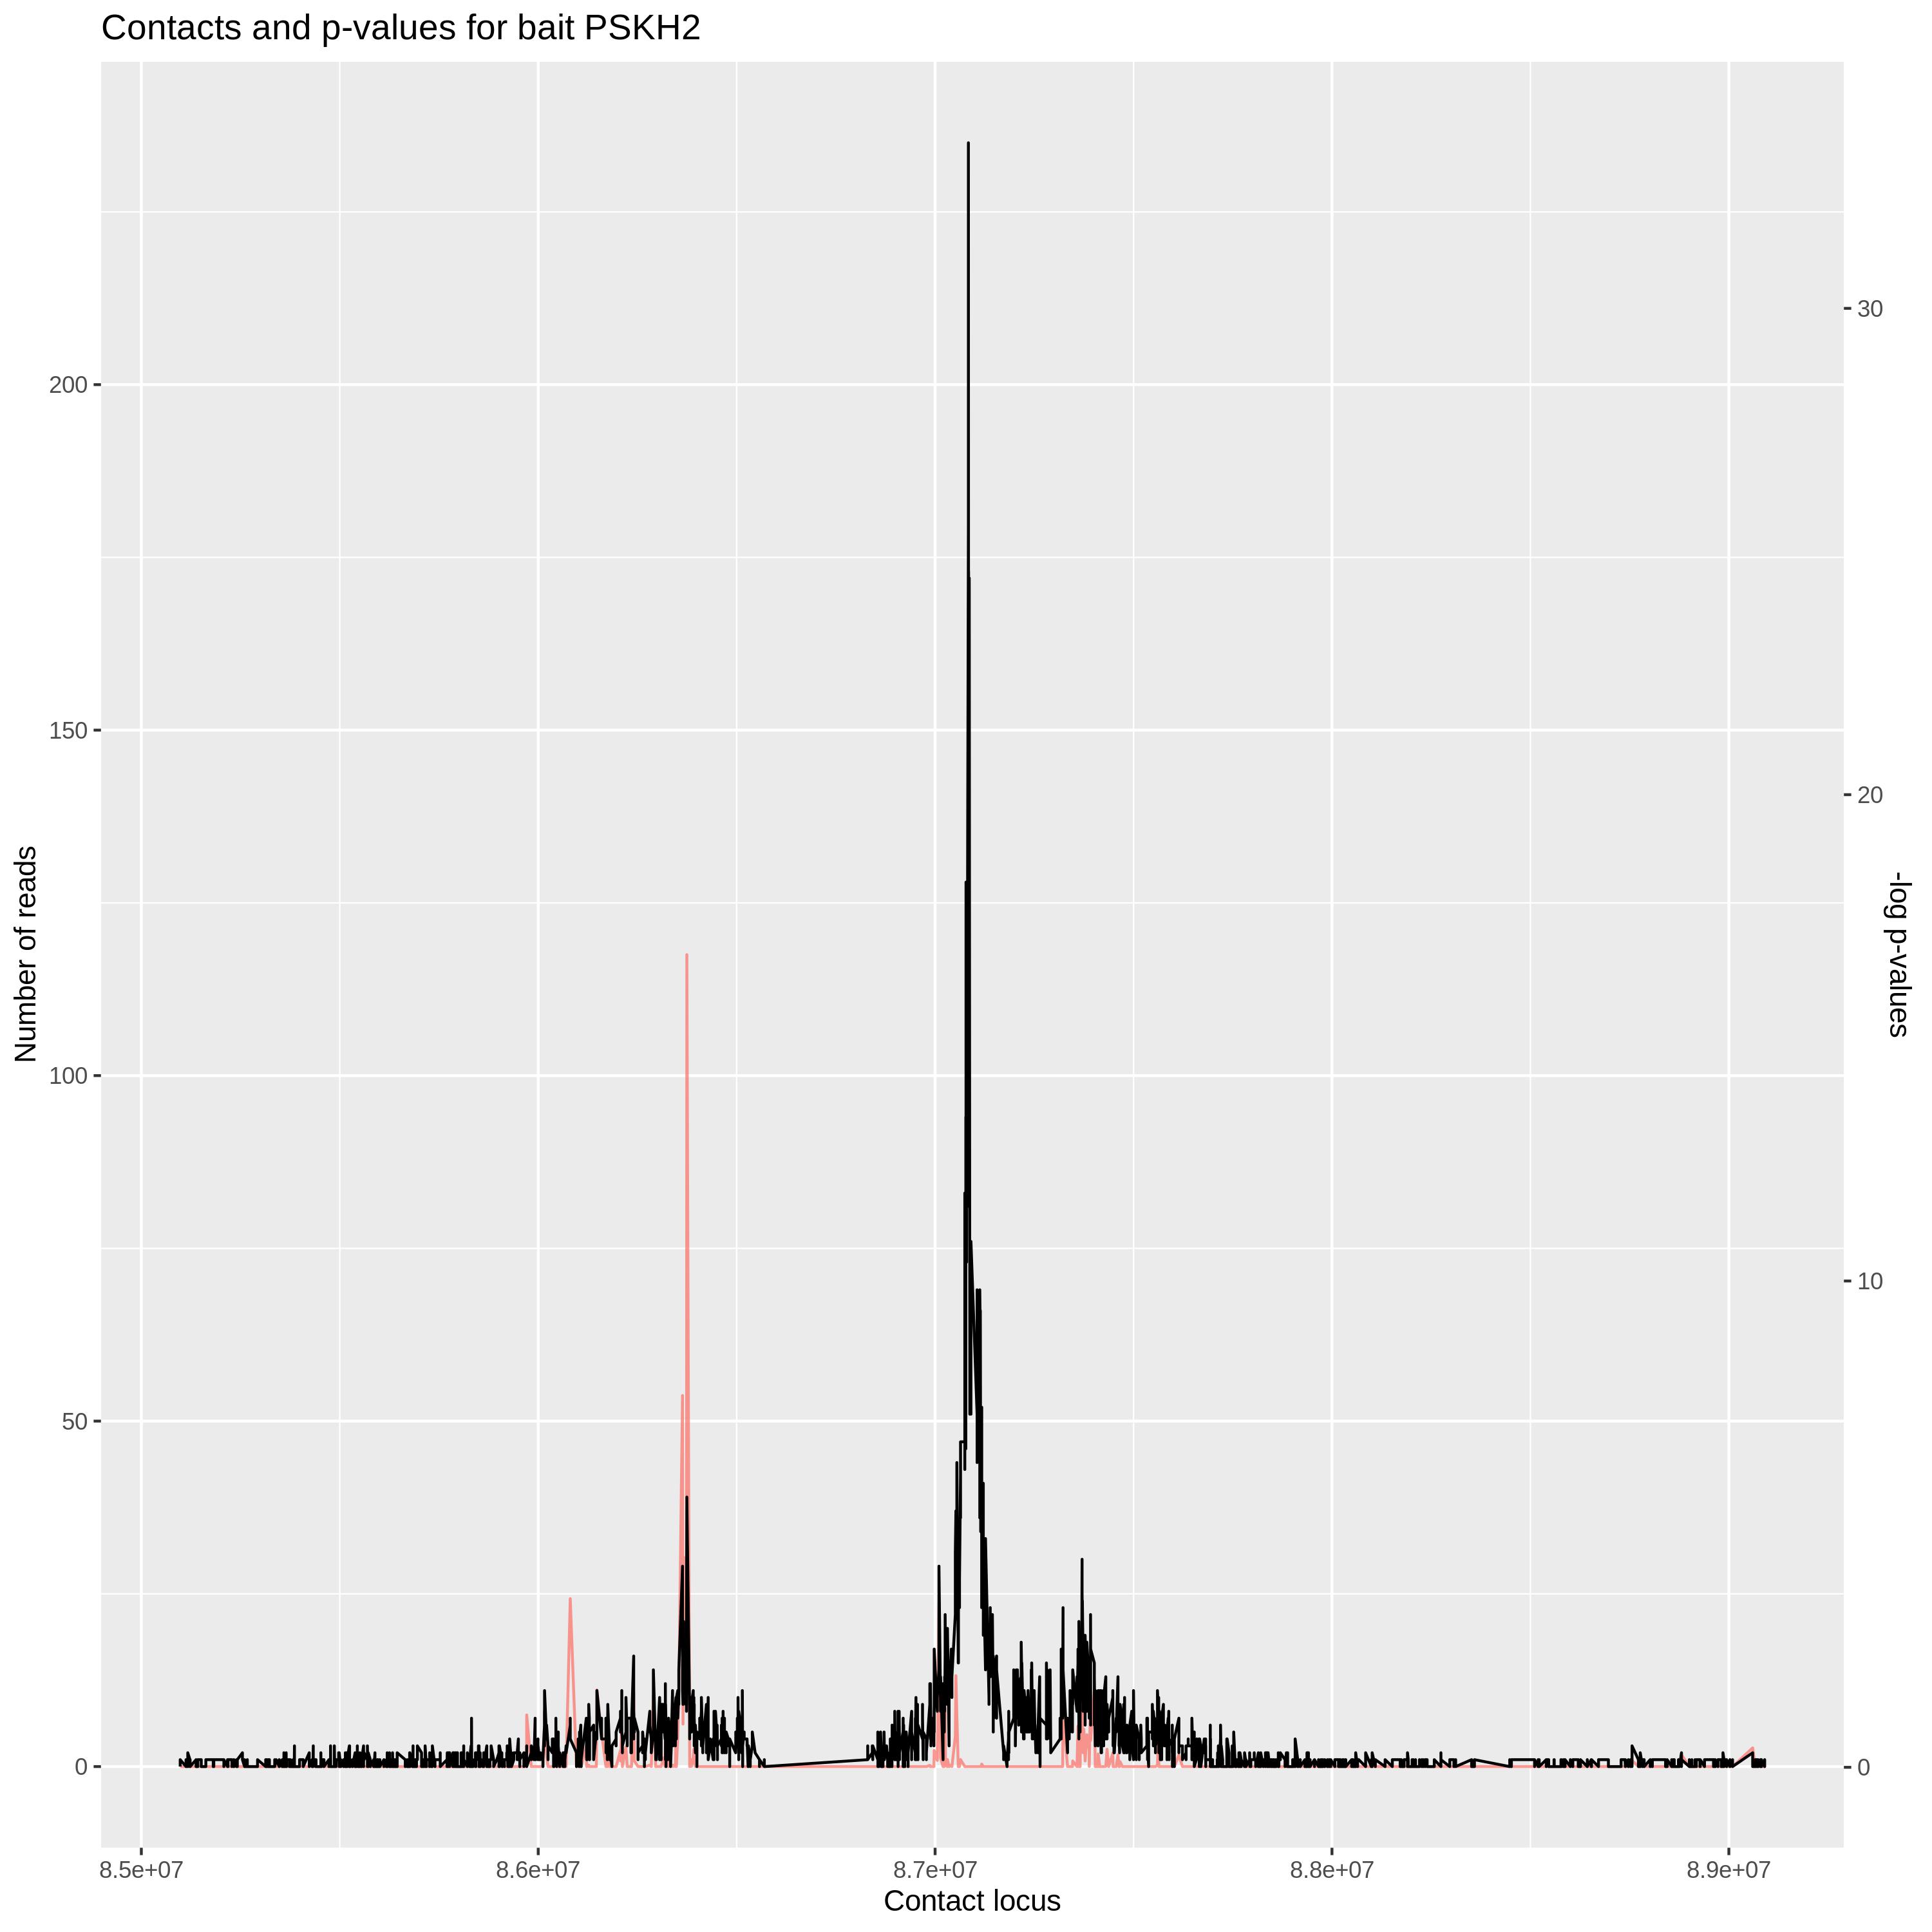 Contacts and p-values for bait PSKH2
Number of reads
200
150
100
50
0
30
20
10
0
-log p-values
8.5e+07
8.6e+07
8.7e+07
8.8e+07
8.9e+07
Contact locus